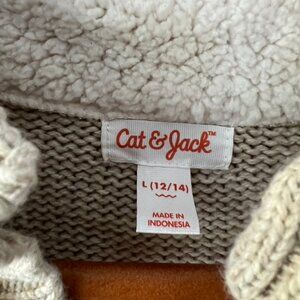 Cat & Jack™
L (12/14)
MADE IN
INDONESIA